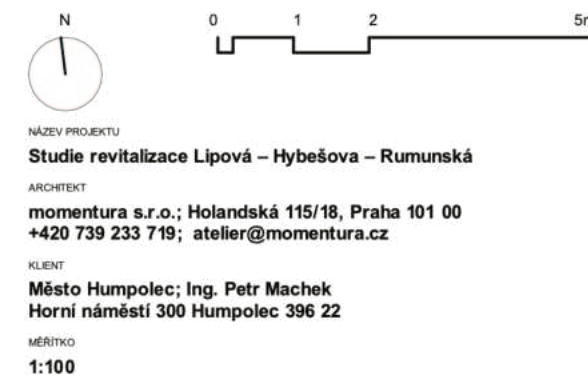 N
0 1 2 5m
NÁZEV PROJEKTU
Studie revitalizace Lipová – Hybešova – Rumunská
ARCHITEKT
momentura s.r.o.; Holandská 115/18, Praha 101 00
+420 739 233 719; atelier@momentura.cz
KLIENT
Město Humpolec; Ing. Petr Machek
Horní náměstí 300 Humpolec 396 22
MĚŘÍTKO
1:100